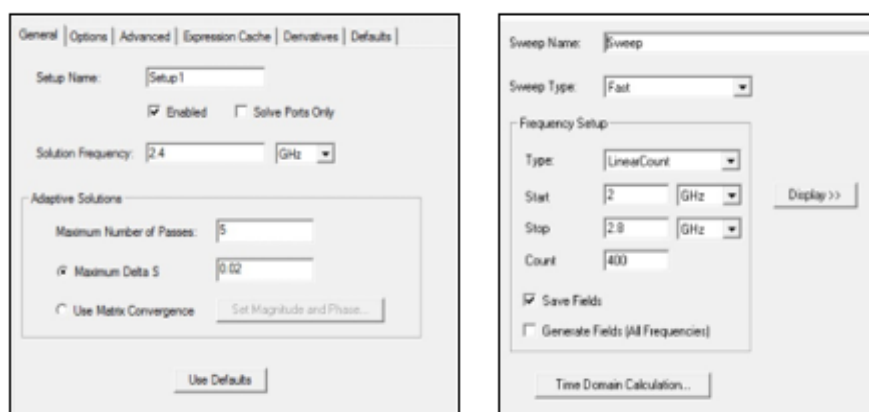 General | Options | Advanced | Expression Cache | Derivatives | Defaults |
Setup Name: Setup1
Enabled Solve Ports Only
Solution Frequency: 2.4 GHz
Adaptive Solutions
Maximum Number of Passes: 5
Maximum Delta S 0.02
Use Matrix Convergence Set Magnitude and Phase...
Use Defaults
Sweep Name: Sweep
Sweep Type: Fast
Frequency Setup
Type: LinearCount
Start 2 GHz
Display >>
Stop 2.8 GHz
Count 400
Save Fields
Generate Fields (All Frequencies)
Time Domain Calculation...